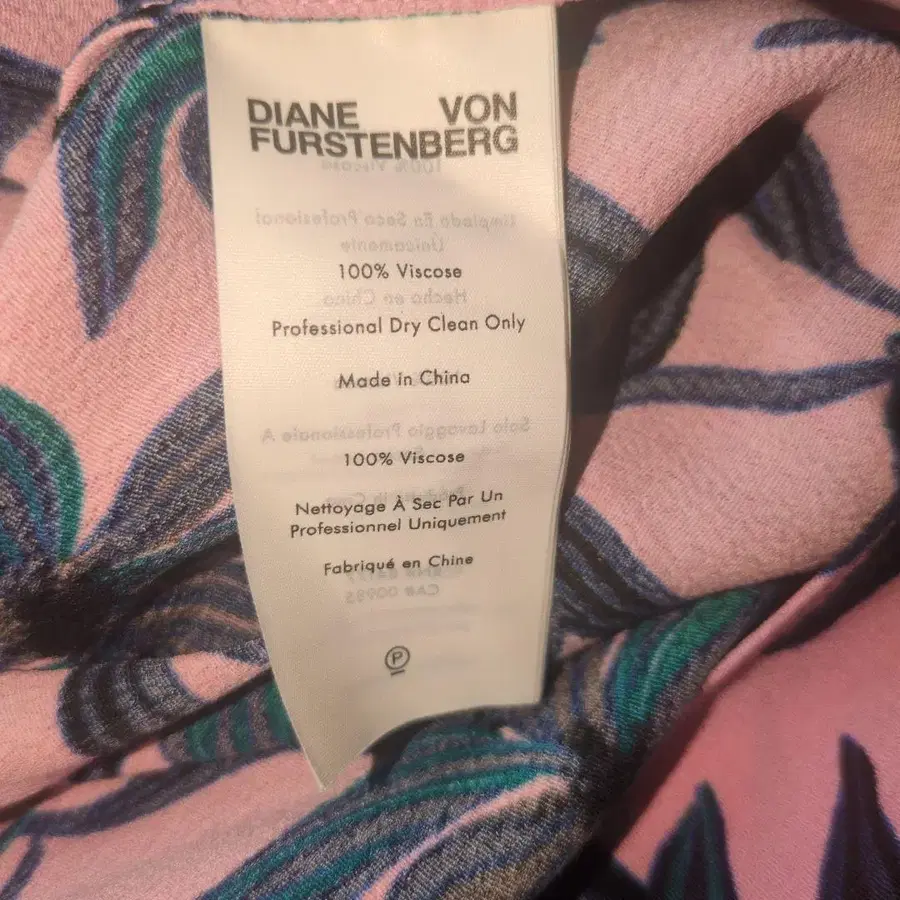 DIANE VON
FURSTENBERG
100% Viscose
Professional Dry Clean Only
Made in China
100% Viscose
Nettoyage À Sec Par Un
Professionnel Uniquement
Fabriqué en Chine
P